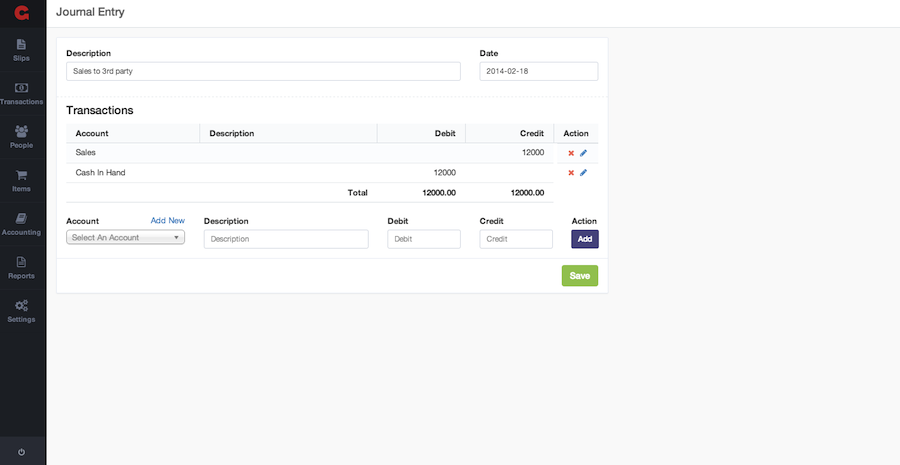 Journal Entry
Slips
Transactions
People
Items
Accounting
Reports
Settings
Description Date
Sales to 3rd party 2014-02-18
Transactions
Account Description Debit Credit Action
Sales 12000
Cash In Hand 12000
Total 12000.00 12000.00
Account Add New Description Debit Credit Action
Select An Account Description Debit Credit Add
Save